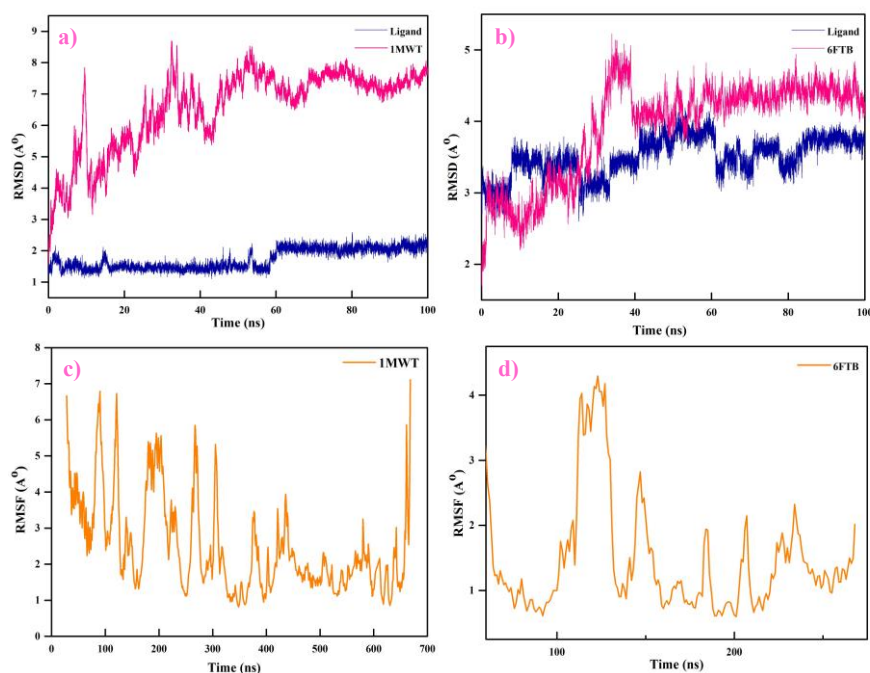 a)
Ligand
1MWT
9
8
7
6
5
4
3
2
1
RMSD (A⁰)
0 20 40 60 80 100
Time (ns)
b)
Ligand
6FTB
5
4
3
2
RMSD (A⁰)
0 20 40 60 80 100
Time (ns)
c)
1MWT
8
7
6
5
4
3
2
1
0
RMSF (A⁰)
0 100 200 300 400 500 600 700
Time (ns)
d)
6FTB
4
3
2
1
RMSF (A⁰)
100 200
Time (ns)